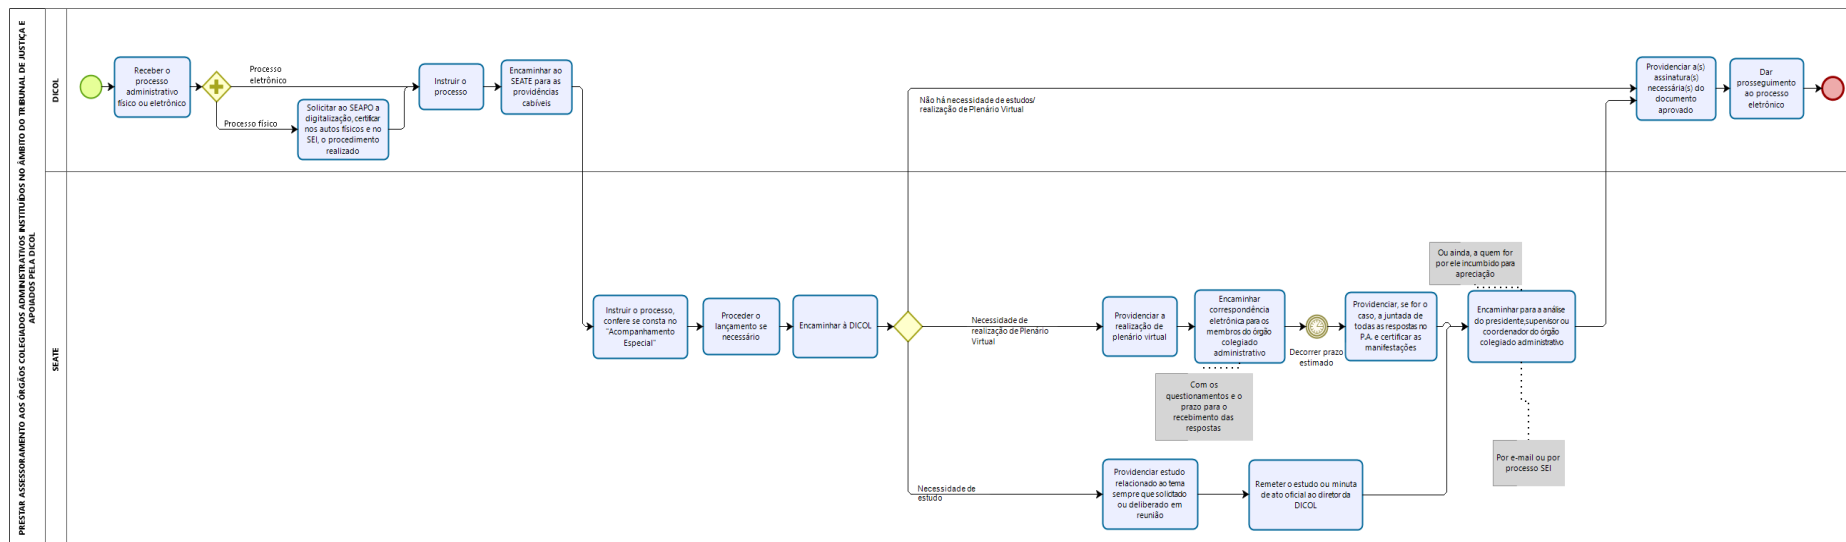 PRESTAR ASSESSORAMENTO AOS ÓRGÃOS COLEGIADOS ADMINISTRATIVOS INSTITUÍDOS NO ÂMBITO DO TRIBUNAL DE JUSTIÇA E
APOIADOS PELA DICOL
DICOL
Receber o
processo
administrativo
físico ou eletrônico
Processo
eletrônico
Processo físico
Solicitar ao SEAPO a
digitalização, certificar
nos autos físicos e no
SEI, o procedimento
realizado
Instruir o
processo
Encaminhar ao
SEATE para as
providências
cabíveis
Não há necessidade de estudos/
realização de Plenário Virtual
Providenciar a(s)
assinatura(s)
necessária(s) do
documento
aprovado
Dar
prosseguimento
ao processo
eletrônico
SEATE
Instruir o processo,
confere se consta no
"Acompanhamento
Especial"
Proceder o
lançamento se
necessário
Encaminhar à DICOL
Necessidade de
realização de Plenário
Virtual
Providenciar a
realização de
plenário virtual
Encaminhar
correspondência
eletrônica para os
membros do órgão
colegiado
administrativo
Com os
questionamentos e o
prazo para o
recebimento das
respostas
Decorrer prazo
estimado
Providenciar, se for o
caso, a juntada de
todas as respostas no
P.A. e certificar as
manifestações
Ou ainda, a quem for
por ele incumbido para
apreciação
Encaminhar para a análise
do presidente,supervisor ou
coordenador do órgão
colegiado administrativo
Por e-mail ou por
processo SEI
Necessidade de
estudo
Providenciar estudo
relacionado ao tema
sempre que solicitado
ou deliberado em
reunião
Remeter o estudo ou minuta
de ato oficial ao diretor da
DICOL